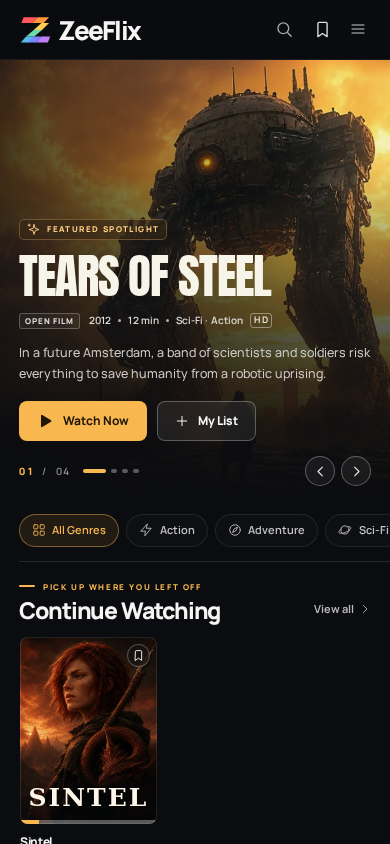 ZeeFlix
FEATURED SPOTLIGHT
TEARS OF STEEL
OPEN FILM 2012 • 12 min • Sci-Fi · Action HD
In a future Amsterdam, a band of scientists and soldiers risk
everything to save humanity from a robotic uprising.
Watch Now My List
01 / 04
All Genres Action Adventure Sci-Fi
PICK UP WHERE YOU LEFT OFF
Continue Watching View all
SINTEL
Sintel